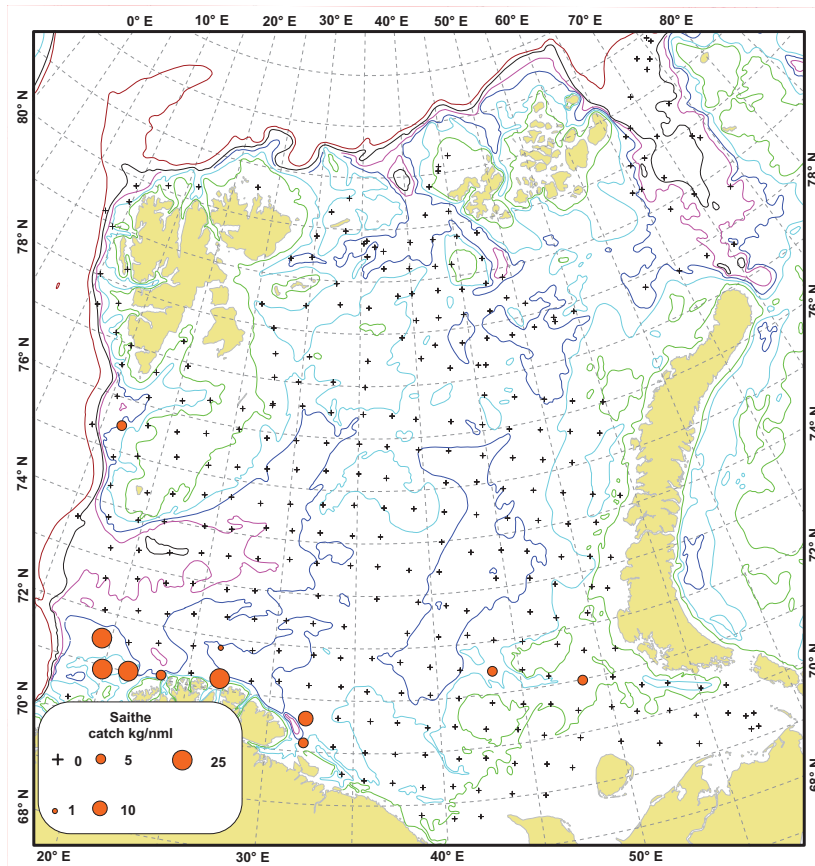 0° E 10° E 20° E 30° E 40° E 50° E 60° E 70° E 80° E
80° N
78° N
76° N
74° N
72° N
70° N
68° N
78° N
76° N
74° N
72° N
70° N
68° N
Saithe
catch kg/nml
0 5 25
1 10
20° E 30° E 40° E 50° E